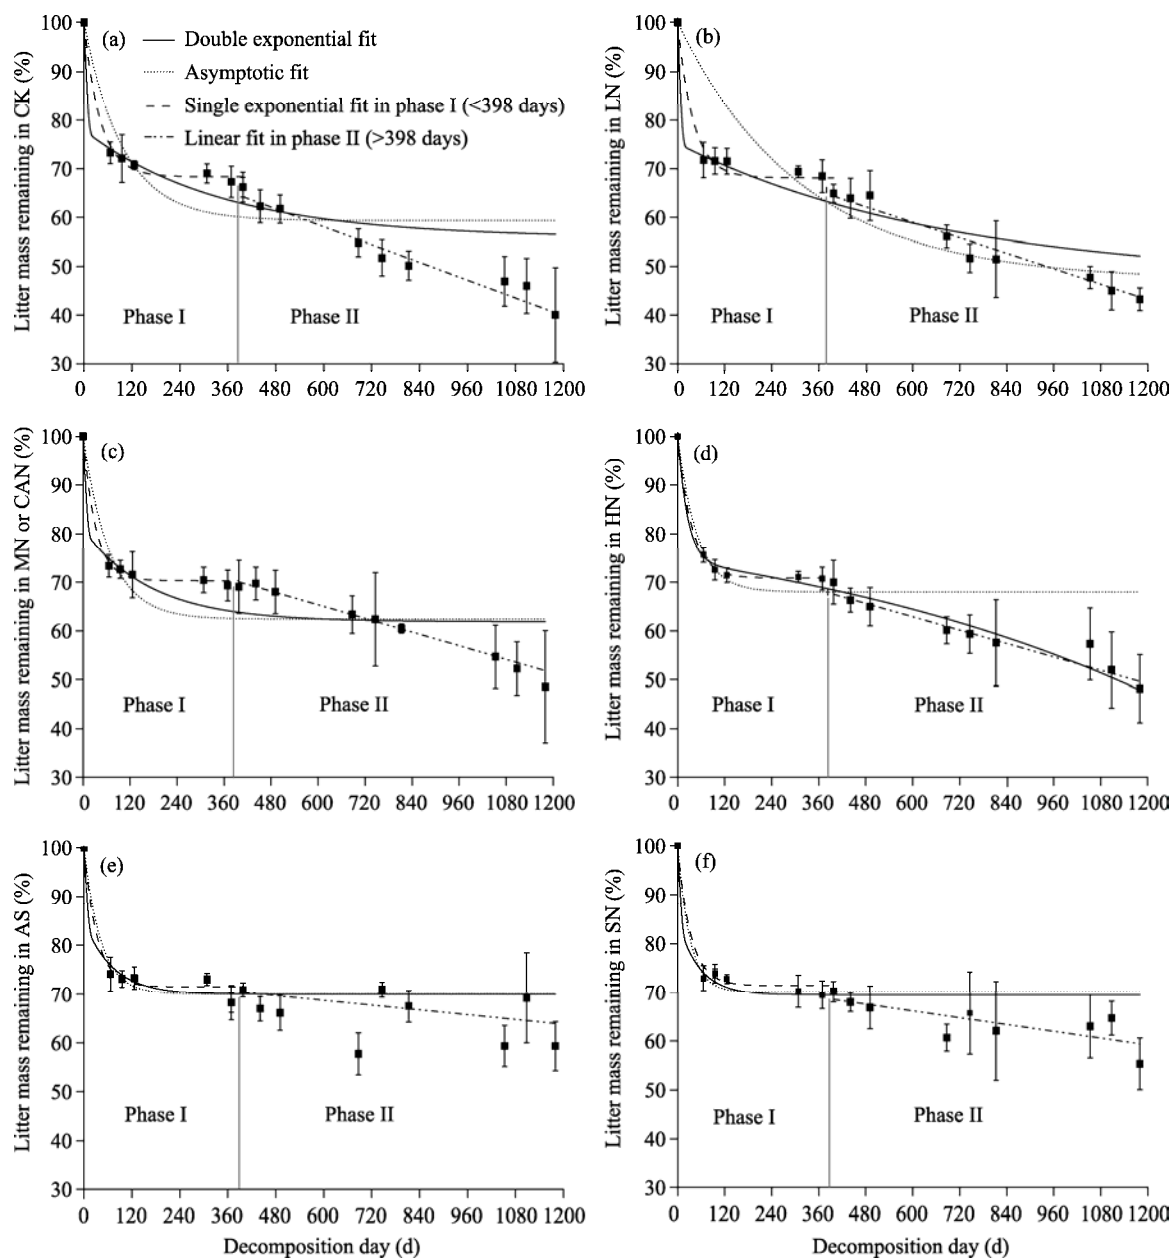 (a)
Double exponential fit
Asymptotic fit
Single exponential fit in phase I (<398 days)
Linear fit in phase II (>398 days)
Litter mass remaining in CK (%)
100
90
80
70
60
50
40
30
Phase I
Phase II
0 120 240 360 480 600 720 840 960 1080 1200
(b)
Litter mass remaining in LN (%)
100
90
80
70
60
50
40
30
Phase I
Phase II
0 120 240 360 480 600 720 840 960 1080 1200
(c)
Litter mass remaining in MN or CAN (%)
100
90
80
70
60
50
40
30
Phase I
Phase II
0 120 240 360 480 600 720 840 960 1080 1200
(d)
Litter mass remaining in HN (%)
100
90
80
70
60
50
40
30
Phase I
Phase II
0 120 240 360 480 600 720 840 960 1080 1200
(e)
Litter mass remaining in AS (%)
100
90
80
70
60
50
40
30
Phase I
Phase II
0 120 240 360 480 600 720 840 960 1080 1200
Decomposition day (d)
(f)
Litter mass remaining in SN (%)
100
90
80
70
60
50
40
30
Phase I
Phase II
0 120 240 360 480 600 720 840 960 1080 1200
Decomposition day (d)